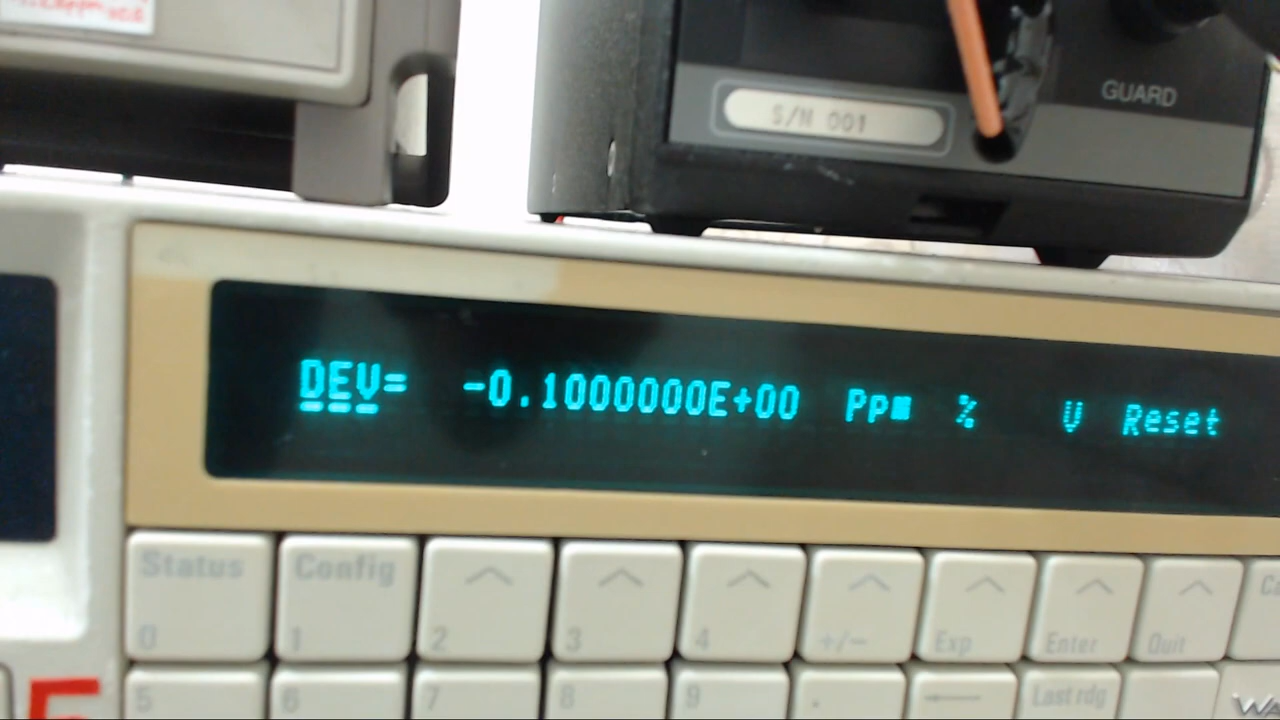 S/N 001
GUARD
DEV= -0.1000000E+00 Ppm % V Reset
Status Config
0 1 2 3 4 +/- Exp Enter Quit
5 6 7 8 9 . Last rdg